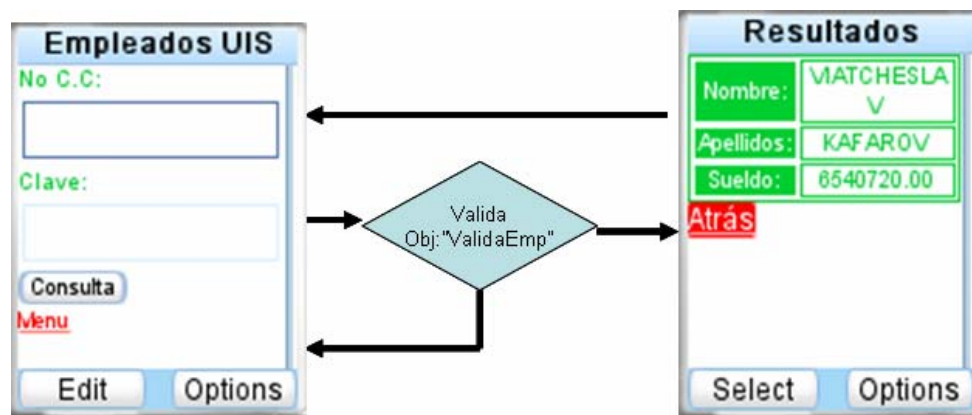 Empleados UIS
No C.C:
Clave:
Consulta
Menu
Edit
Options
Valida
Obj:"ValidaEmp"
Resultados
Nombre:
VIATCHESLA
V
Apellidos:
KAFAROV
Sueldo:
6540720.00
Atrás
Select
Options